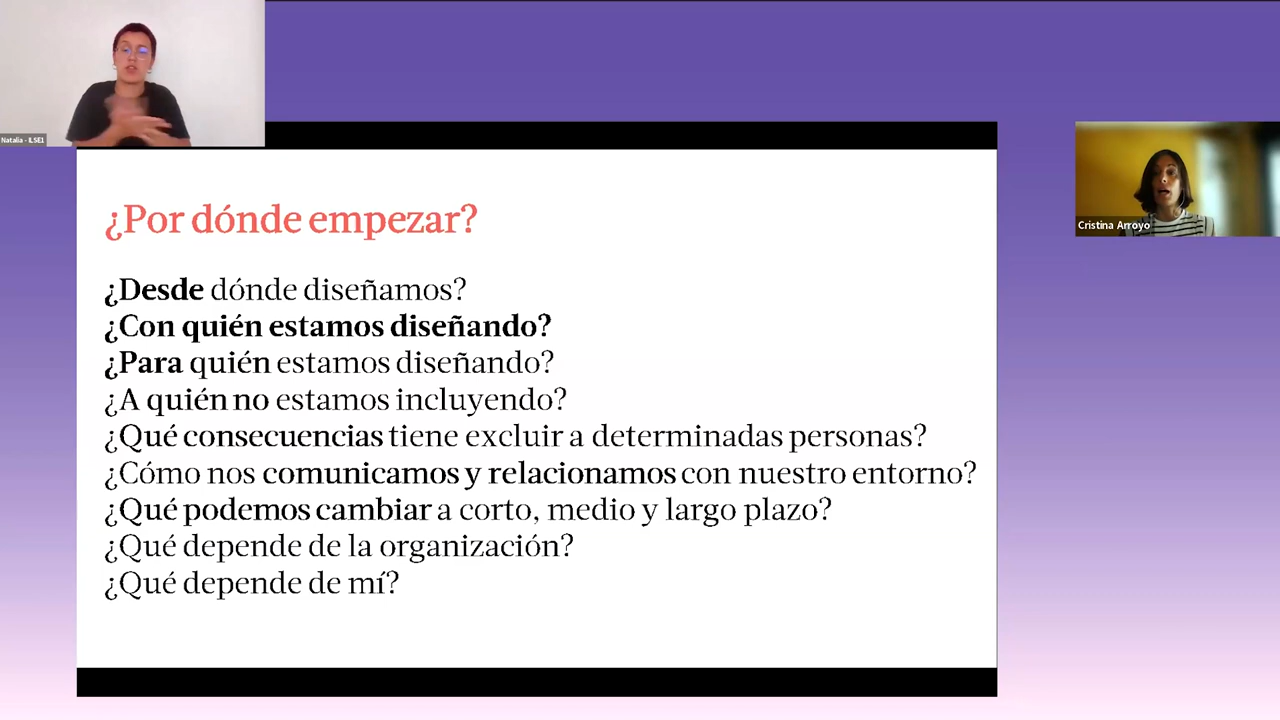 Natalia - ILSE1
¿Por dónde empezar?
Cristina Arroyo
¿Desde dónde diseñamos?
¿Con quién estamos diseñando?
¿Para quién estamos diseñando?
¿A quién no estamos incluyendo?
¿Qué consecuencias tiene excluir a determinadas personas?
¿Cómo nos comunicamos y relacionamos con nuestro entorno?
¿Qué podemos cambiar a corto, medio y largo plazo?
¿Qué depende de la organización?
¿Qué depende de mí?